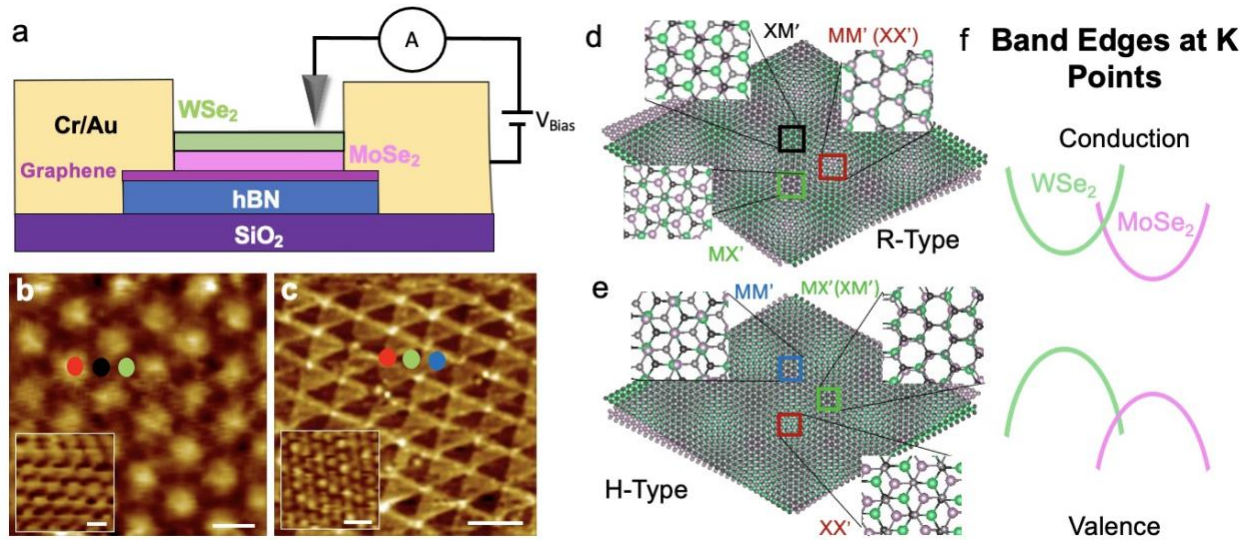 a
A
WSe₂
Cr/Au
V_Bias
MoSe₂
Graphene
hBN
SiO₂
b
c
d
XM’
MM’ (XX’)
MX’
R-Type
e
MM’
MX’(XM’)
H-Type
XX’
f
Band Edges at K
Points
Conduction
WSe₂
MoSe₂
Valence